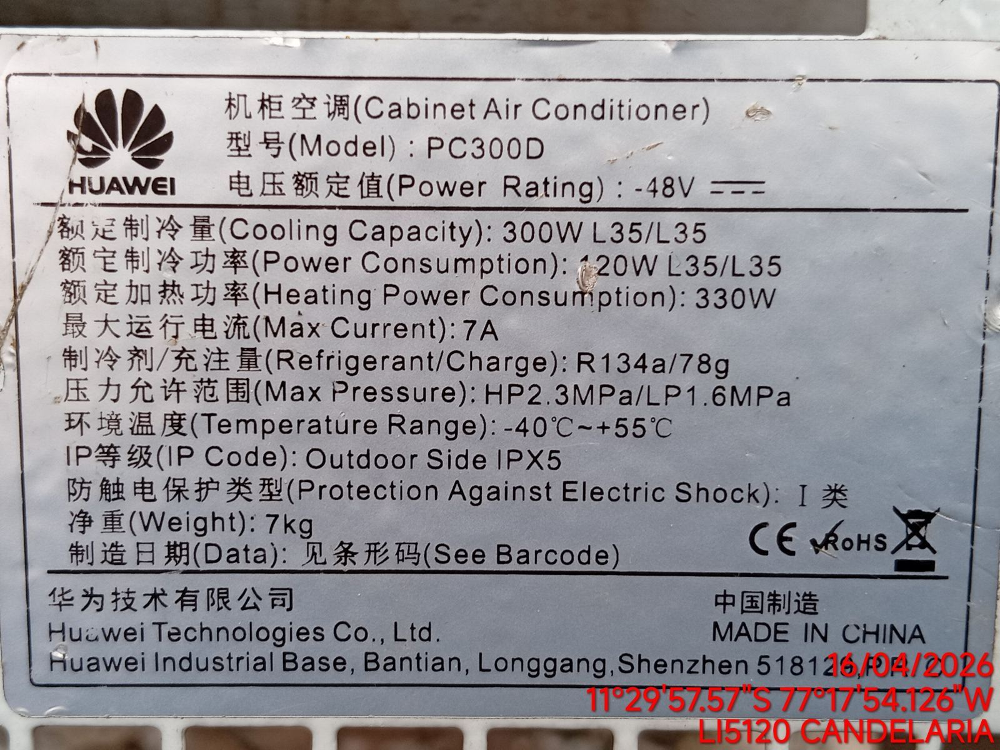 机柜空调(Cabinet Air Conditioner)
型号(Model) : PC300D
电压额定值(Power Rating) : -48V
HUAWEI
额定制冷量(Cooling Capacity): 300W L35/L35
额定制冷功率(Power Consumption): 120W L35/L35
额定加热功率(Heating Power Consumption): 330W
最大运行电流(Max Current): 7A
制冷剂/充注量(Refrigerant/Charge): R134a/78g
压力允许范围(Max Pressure): HP2.3MPa/LP1.6MPa
环境温度(Temperature Range): -40℃~+55℃
IP等级(IP Code): Outdoor Side IPX5
防触电保护类型(Protection Against Electric Shock): I 类
净重(Weight): 7kg
制造日期(Data): 见条形码(See Barcode)
CE RoHS
华为技术有限公司
Huawei Technologies Co., Ltd.
Huawei Industrial Base, Bantian, Longgang,Shenzhen
中国制造
MADE IN CHINA
16/04/2026
11°29'57.57"S 77°17'54.126"W
LI5120 CANDELARIA